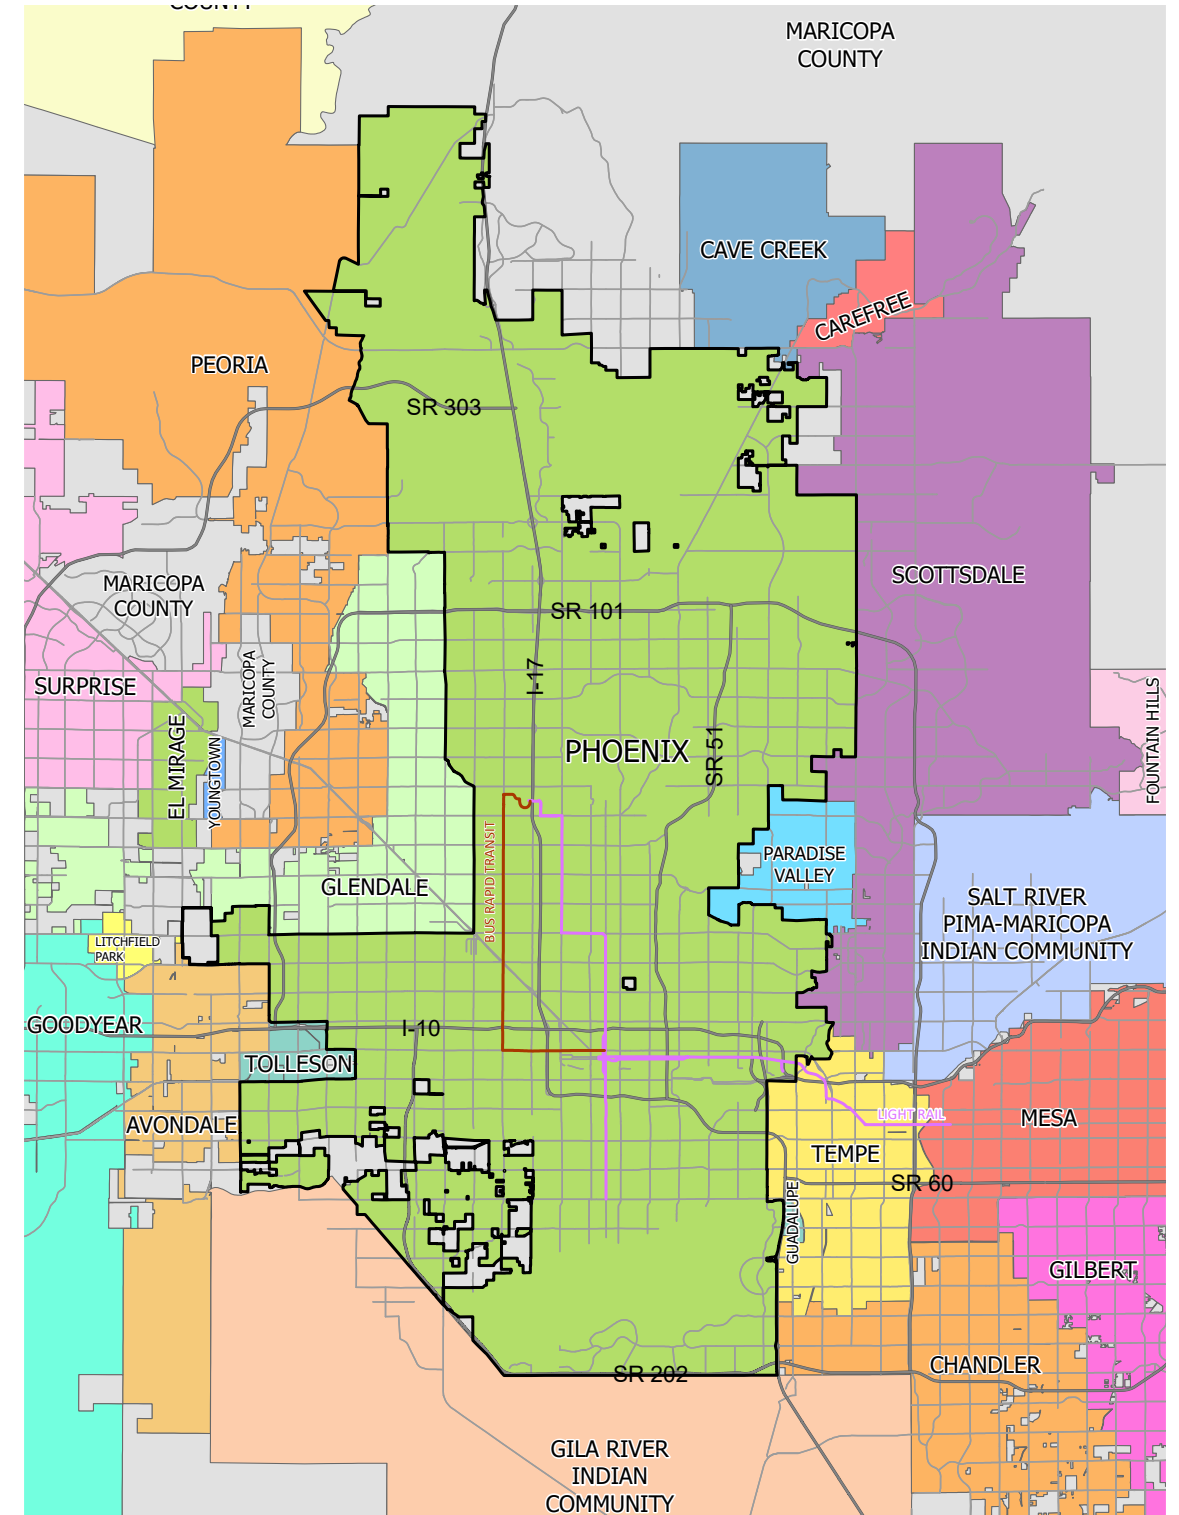 COUNTY
MARICOPA
COUNTY
CAVE CREEK
CAREFREE
PEORIA
SR 303
SCOTTSDALE
MARICOPA
COUNTY
SR 101
MARICOPA
COUNTY
I-17
SURPRISE
FOUNTAIN HILLS
EL MIRAGE
YOUNGTOWN
PHOENIX
SR 51
BUS RAPID TRANSIT
PARADISE
VALLEY
GLENDALE
SALT RIVER
PIMA-MARICOPA
INDIAN COMMUNITY
LITCHFIELD
PARK
GOODYEAR
I-10
TOLLESON
AVONDALE
LIGHT RAIL
MESA
TEMPE
SR 60
GUADALUPE
GILBERT
CHANDLER
SR 202
GILA RIVER
INDIAN
COMMUNITY